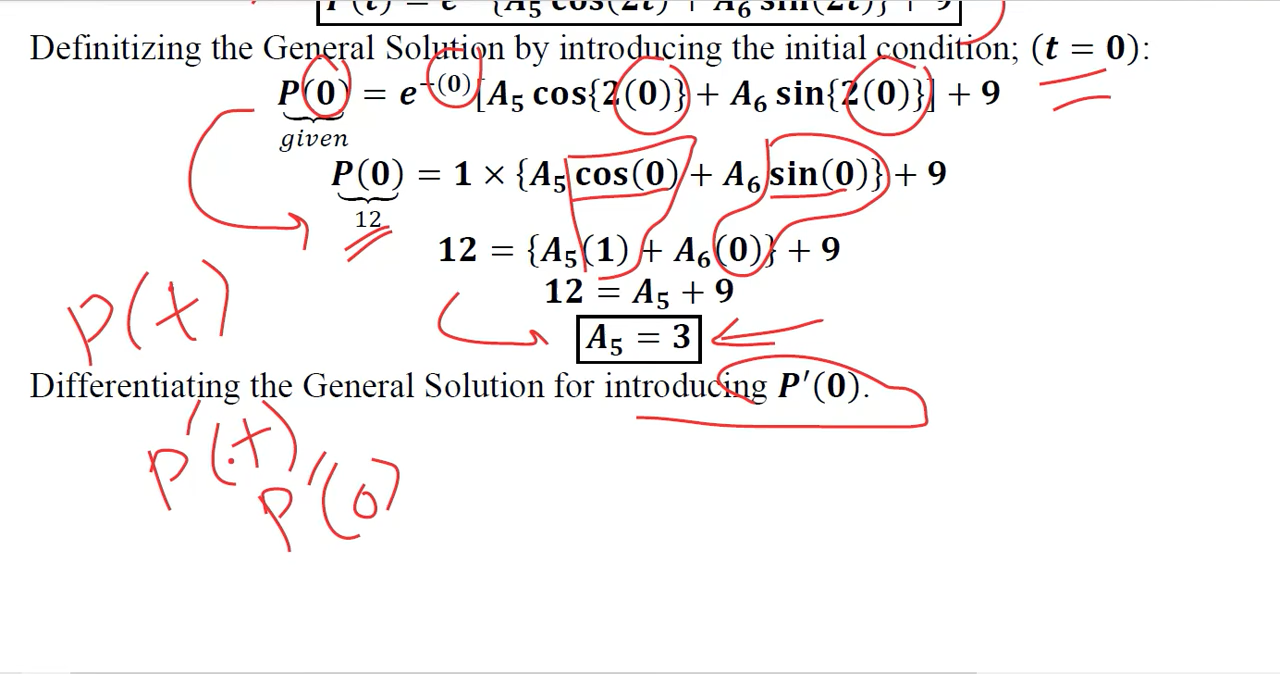 Definitizing the General Solution by introducing the initial condition; (t = 0):
P(0) = e^−(0)[A₅ cos{2(0)} + A₆ sin{2(0)}] + 9
given
P(0) = 1 × {A₅ cos(0) + A₆ sin(0)} + 9
12
12 = {A₅(1) + A₆(0)} + 9
12 = A₅ + 9
P(t)
A₅ = 3
Differentiating the General Solution for introducing P′(0).
P'(t)
P'(0)